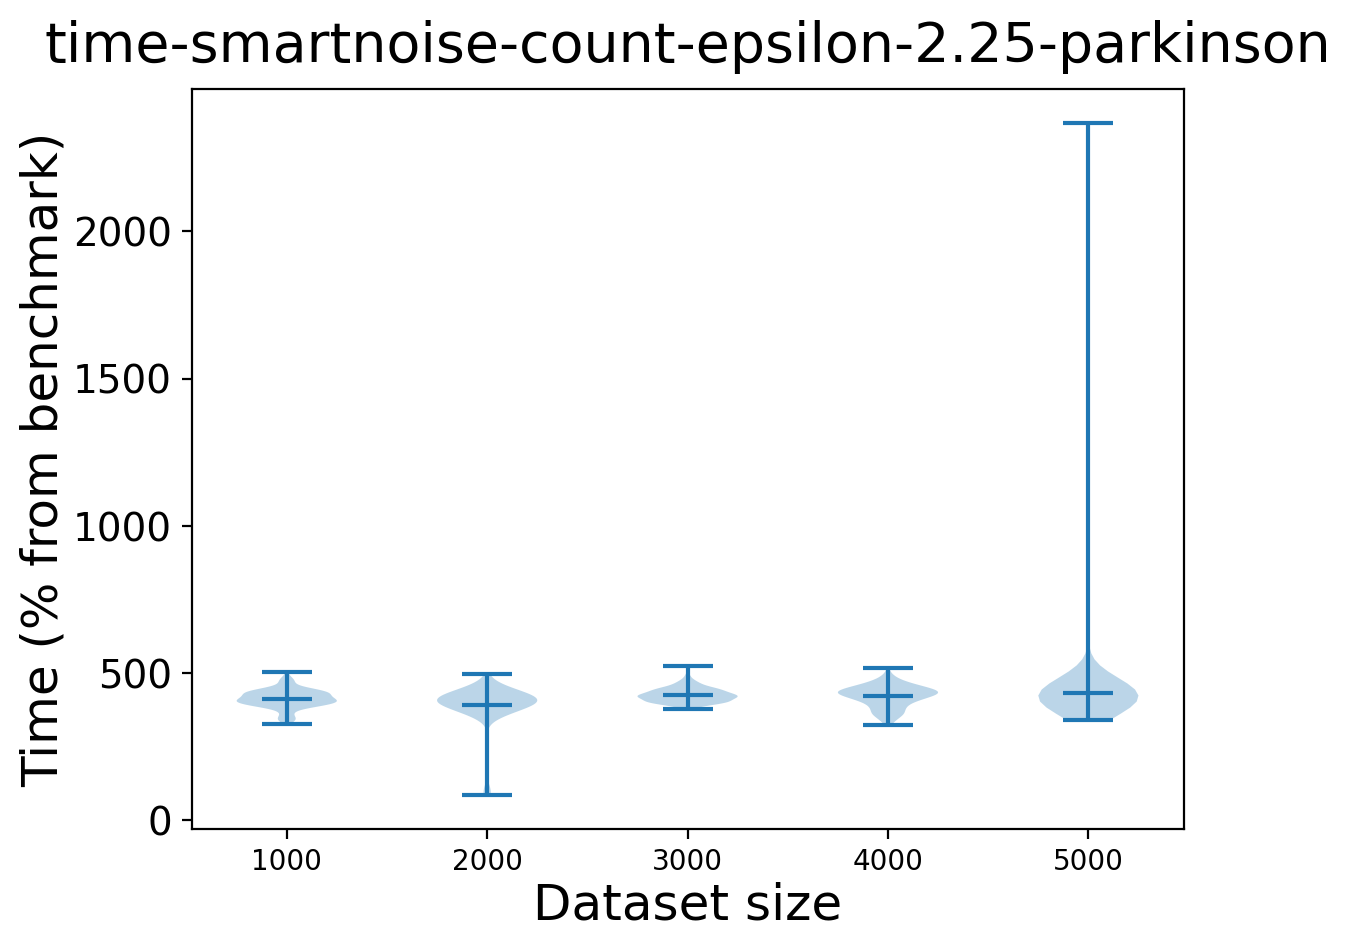 time-smartnoise-count-epsilon-2.25-parkinson
Time (% from benchmark)
2000
1500
1000
500
0
1000 2000 3000 4000 5000
Dataset size